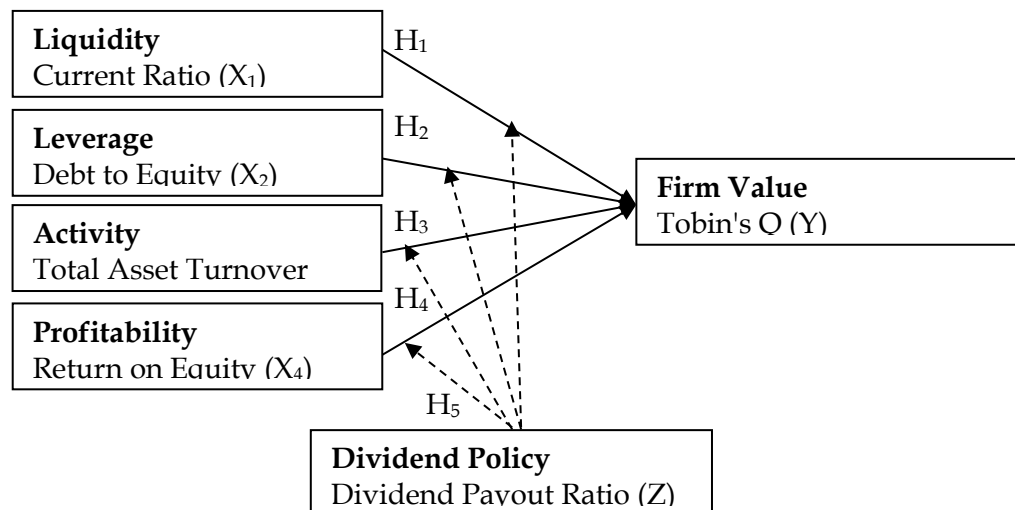 Liquidity
Current Ratio (X₁)
H₁
Leverage
Debt to Equity (X₂)
H₂
Activity
Total Asset Turnover
H₃
Profitability
Return on Equity (X₄)
H₄
Firm Value
Tobin's Q (Y)
H₅
Dividend Policy
Dividend Payout Ratio (Z)